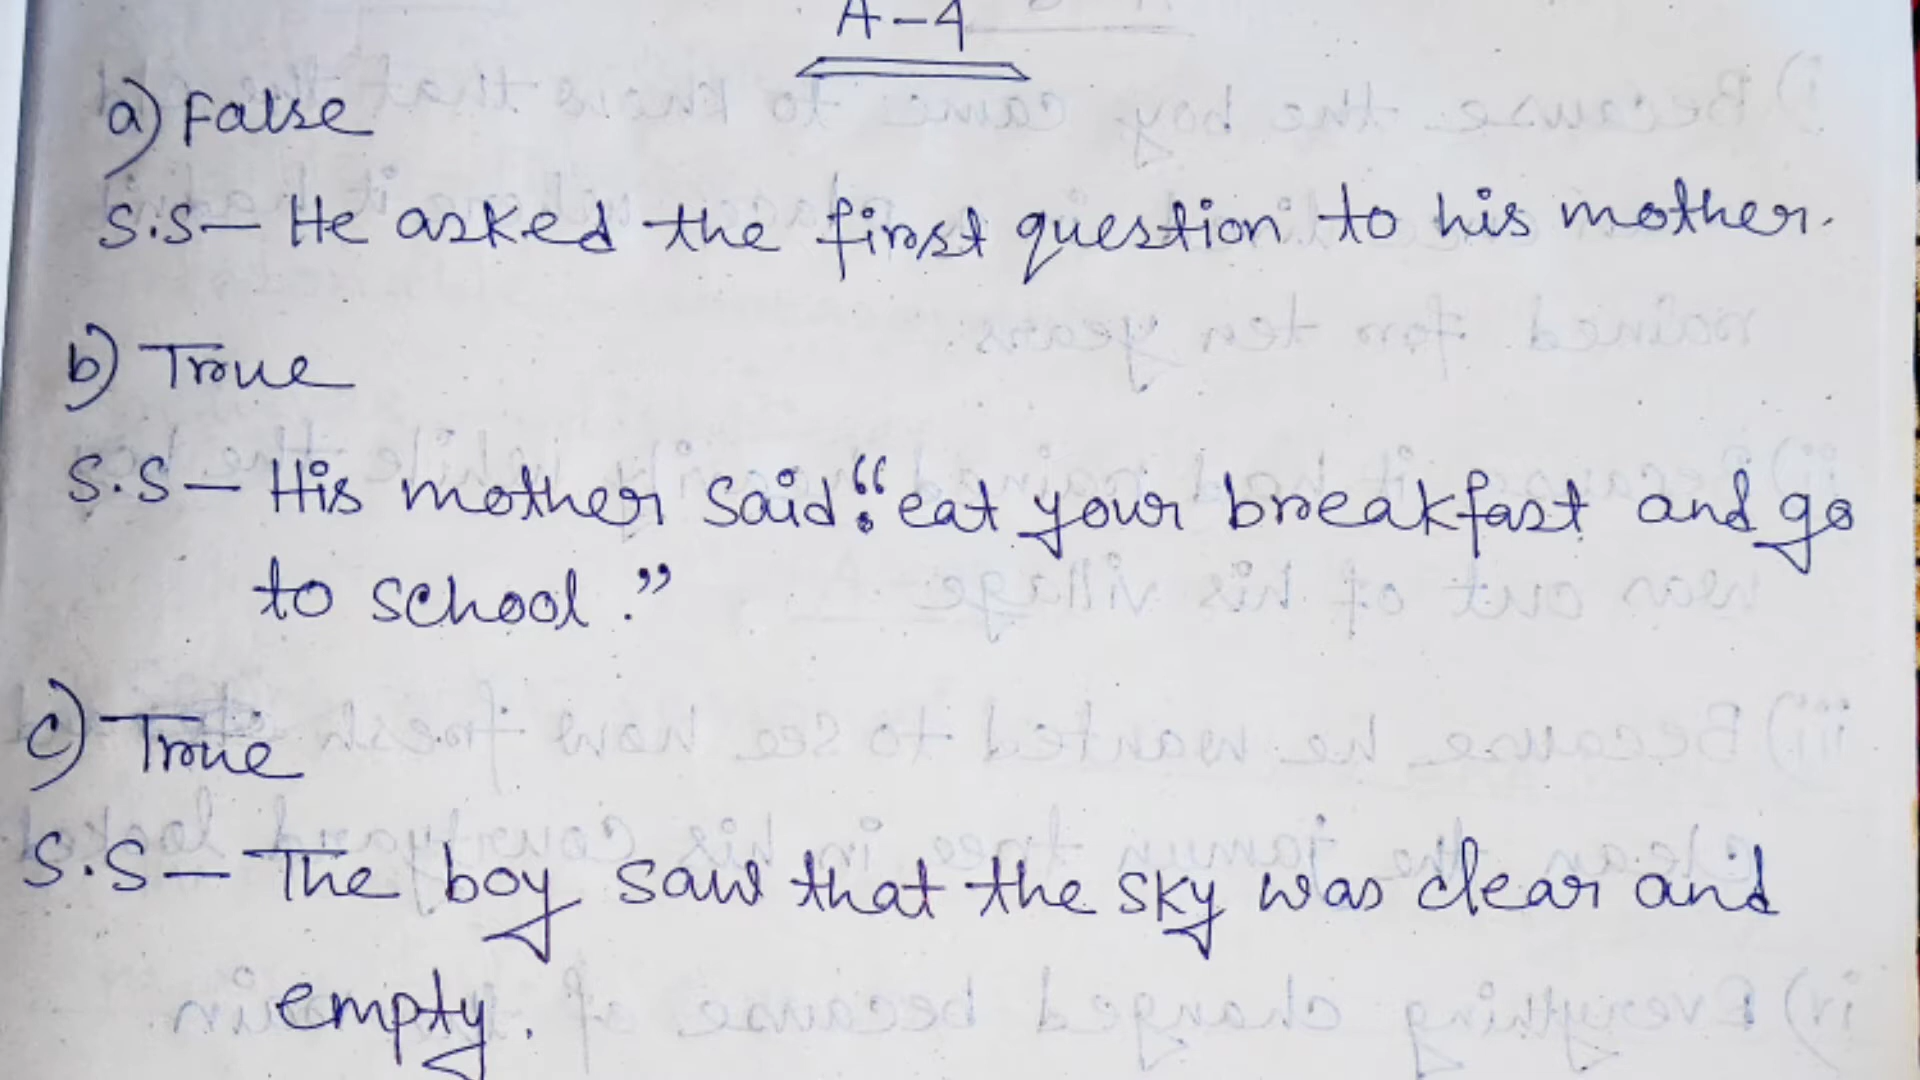 A-4
a) False
S.S- He asked the first question to his mother.
b) True
S.S- His mother said: "eat your breakfast and go
to school."
c) True
S.S- The boy saw that the sky was clear and
empty.